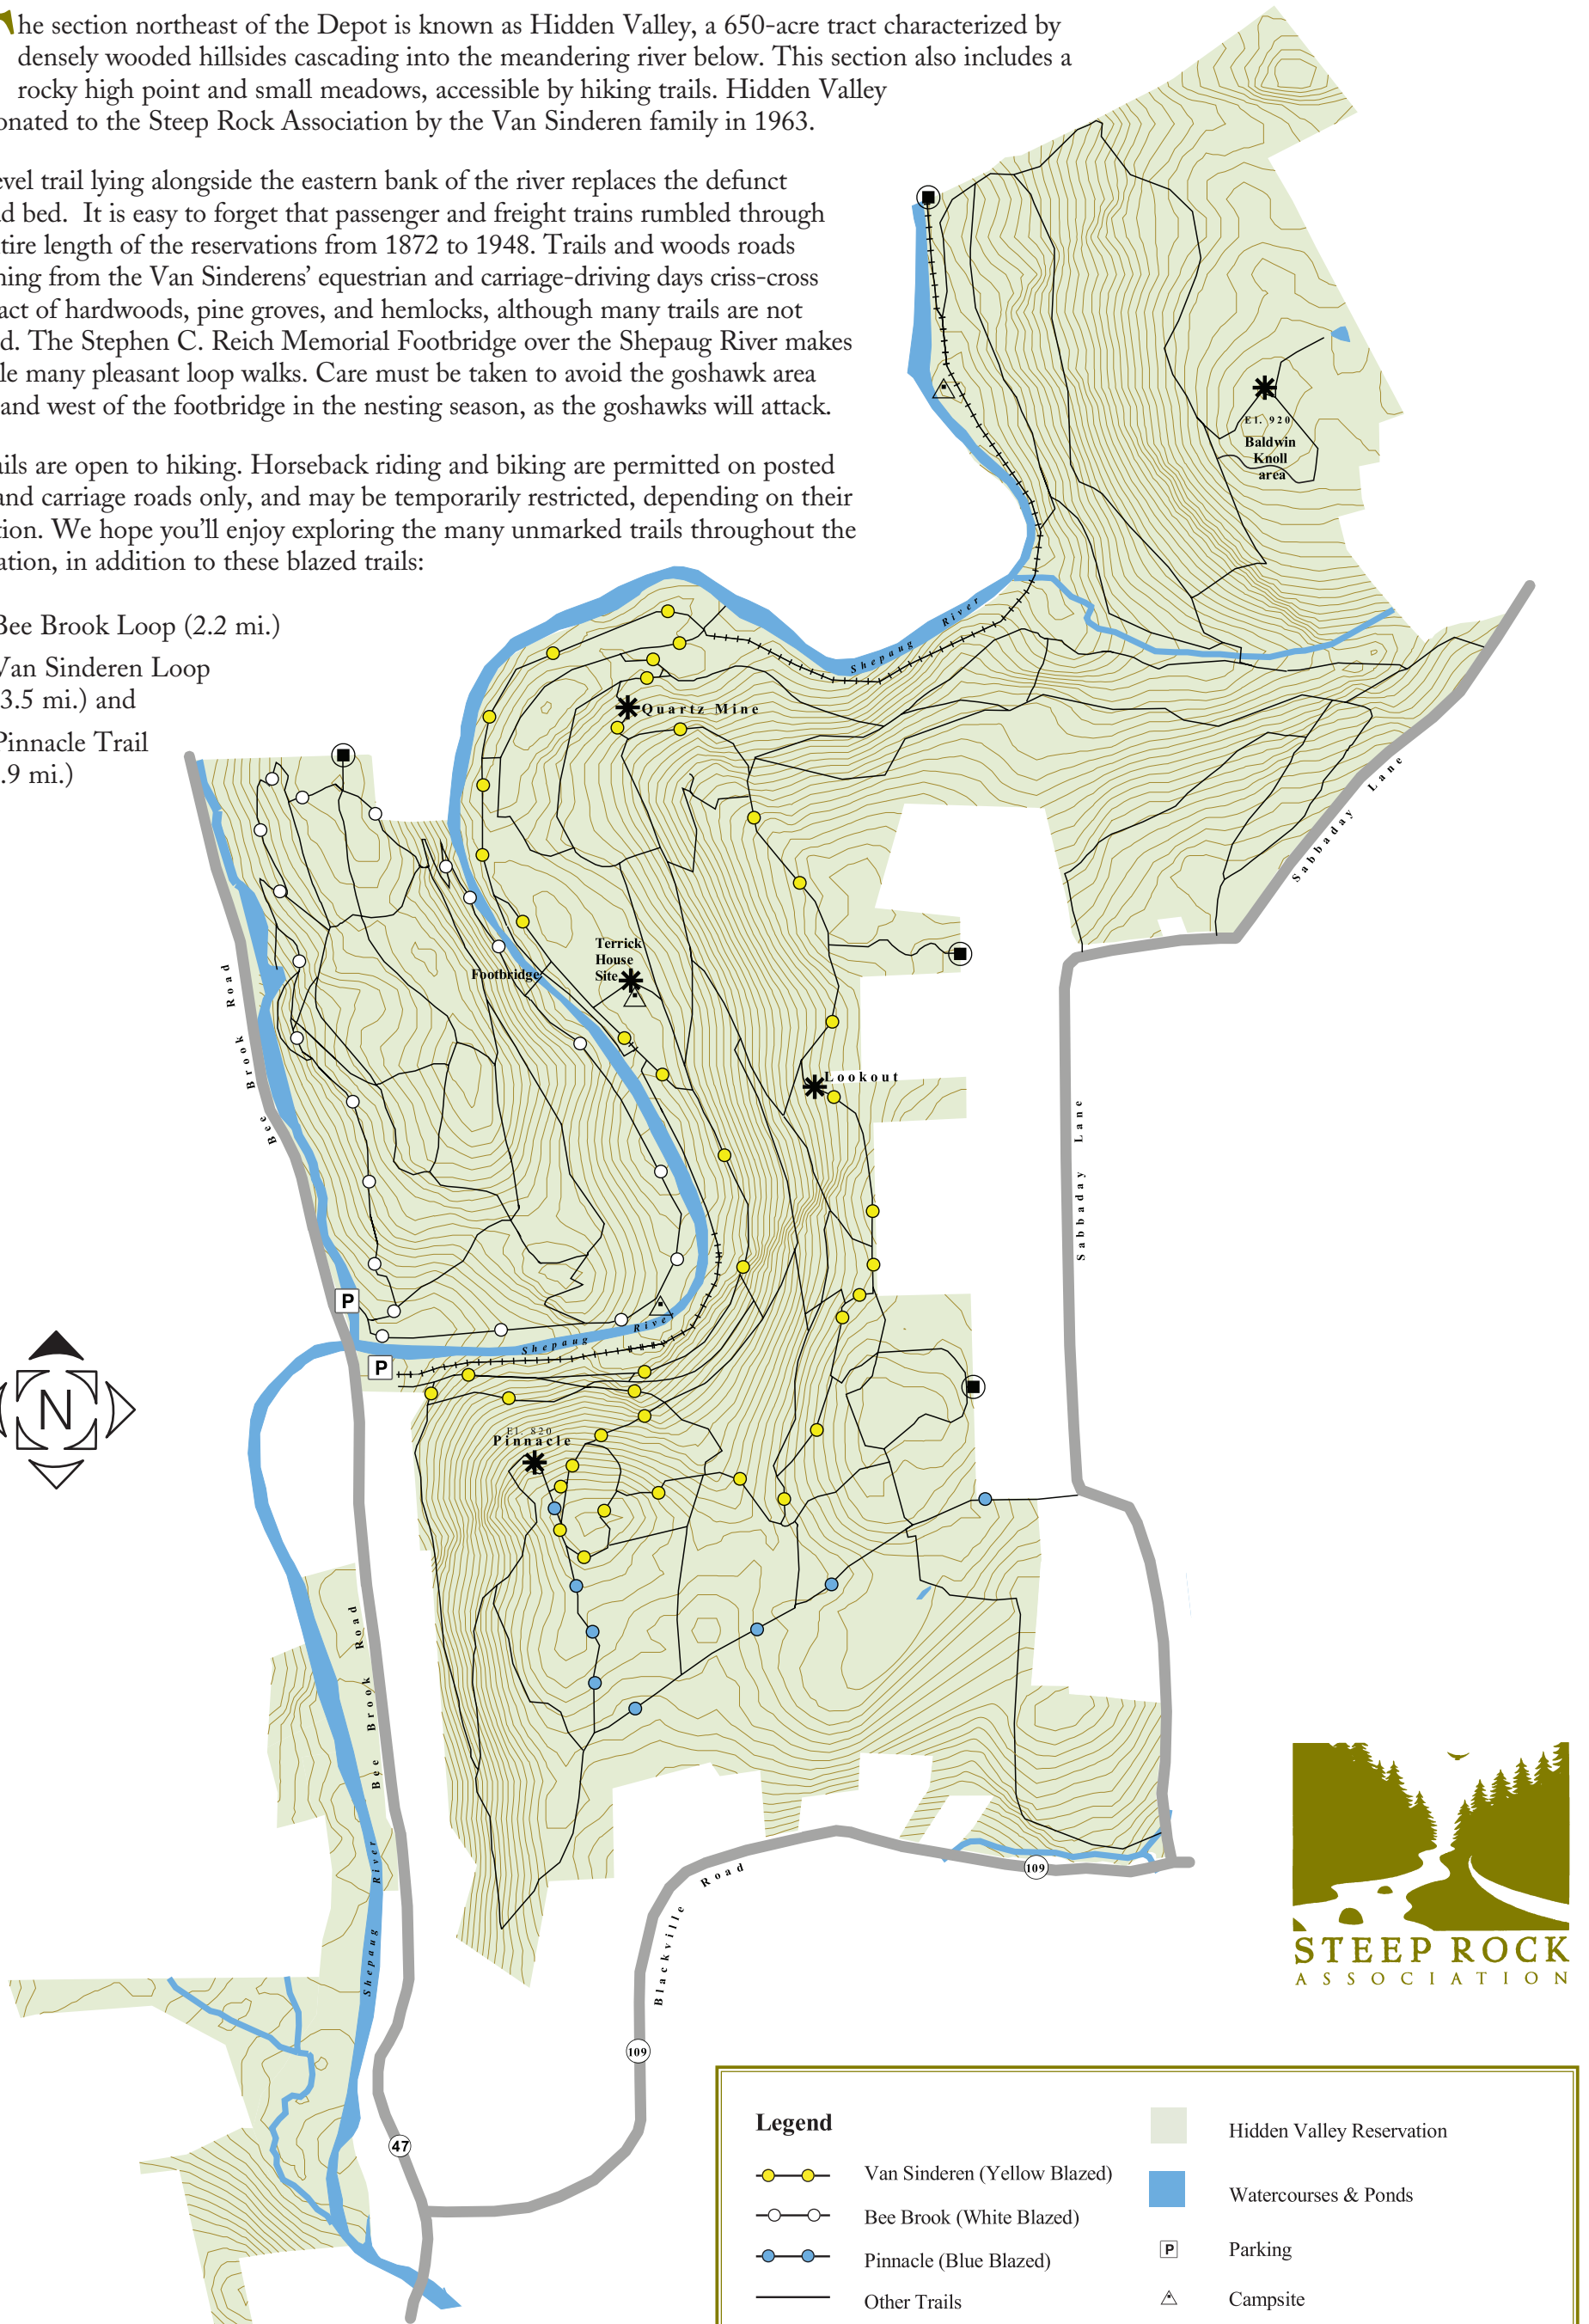 he section northeast of the Depot is known as Hidden Valley, a 650-acre tract characterized by
densely wooded hillsides cascading into the meandering river below. This section also includes a
rocky high point and small meadows, accessible by hiking trails. Hidden Valley
onated to the Steep Rock Association by the Van Sinderen family in 1963.
evel trail lying alongside the eastern bank of the river replaces the defunct
d bed. It is easy to forget that passenger and freight trains rumbled through
tire length of the reservations from 1872 to 1948. Trails and woods roads
ning from the Van Sinderens' equestrian and carriage-driving days criss-cross
act of hardwoods, pine groves, and hemlocks, although many trails are not
d. The Stephen C. Reich Memorial Footbridge over the Shepaug River makes
le many pleasant loop walks. Care must be taken to avoid the goshawk area
and west of the footbridge in the nesting season, as the goshawks will attack.
ails are open to hiking. Horseback riding and biking are permitted on posted
and carriage roads only, and may be temporarily restricted, depending on their
tion. We hope you'll enjoy exploring the many unmarked trails throughout the
ation, in addition to these blazed trails:
Bee Brook Loop (2.2 mi.)
Van Sinderen Loop
3.5 mi.) and
Pinnacle Trail
.9 mi.)
El. 920
Baldwin
Knoll
area
Shepaug River
Quartz Mine
Sabbaday Lane
Terrick
House
Site
Footbridge
Bee Brook Road
Lookout
Sabbaday Lane
P
Shepaug River
P
N
El. 820
Pinnacle
Bee Brook Road
Shepaug River
Shepaug
Blackville Road
109
109
47
STEEP ROCK
ASSOCIATION
Legend
Van Sinderen (Yellow Blazed)
Bee Brook (White Blazed)
Pinnacle (Blue Blazed)
Other Trails
Hidden Valley Reservation
Watercourses & Ponds
P Parking
Campsite